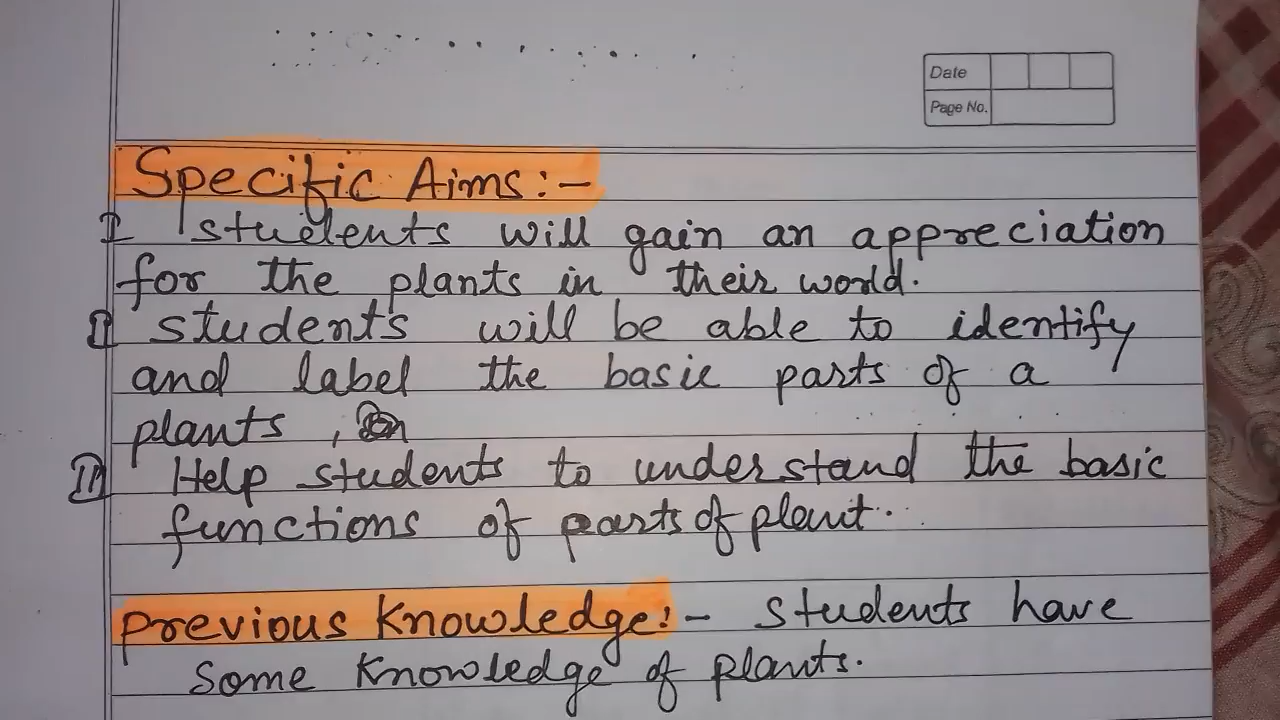 Date
Page No.
Specific Aims:-
I students will gain an appreciation
for the plants in their world.
II students will be able to identify
and label the basic parts of a
plants,
III Help students to understand the basic
functions of parts of plant.
previous Knowledge:- students have
Some Knowledge of plants.